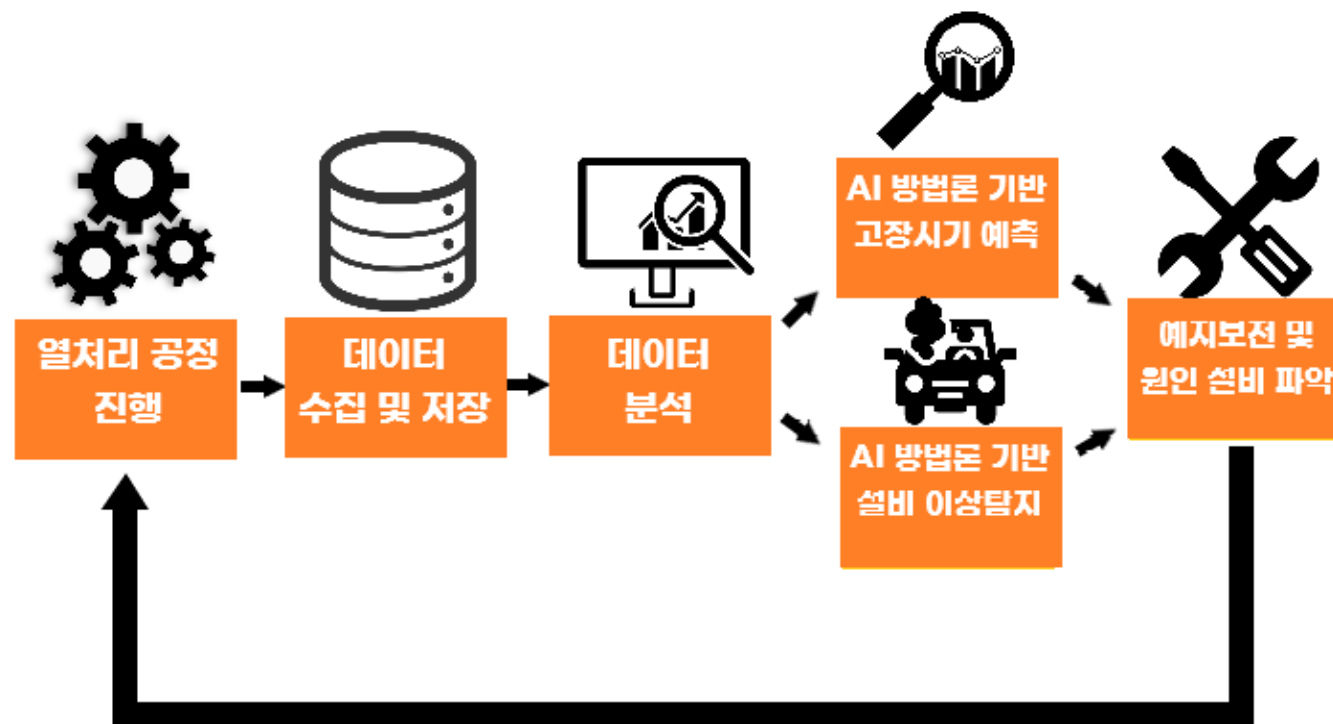 열처리 공정
진행
데이터
수집 및 저장
데이터
분석
AI 방법론 기반
고장시기 예측
AI 방법론 기반
설비 이상탐지
예지보전 및
원인 설비 파악